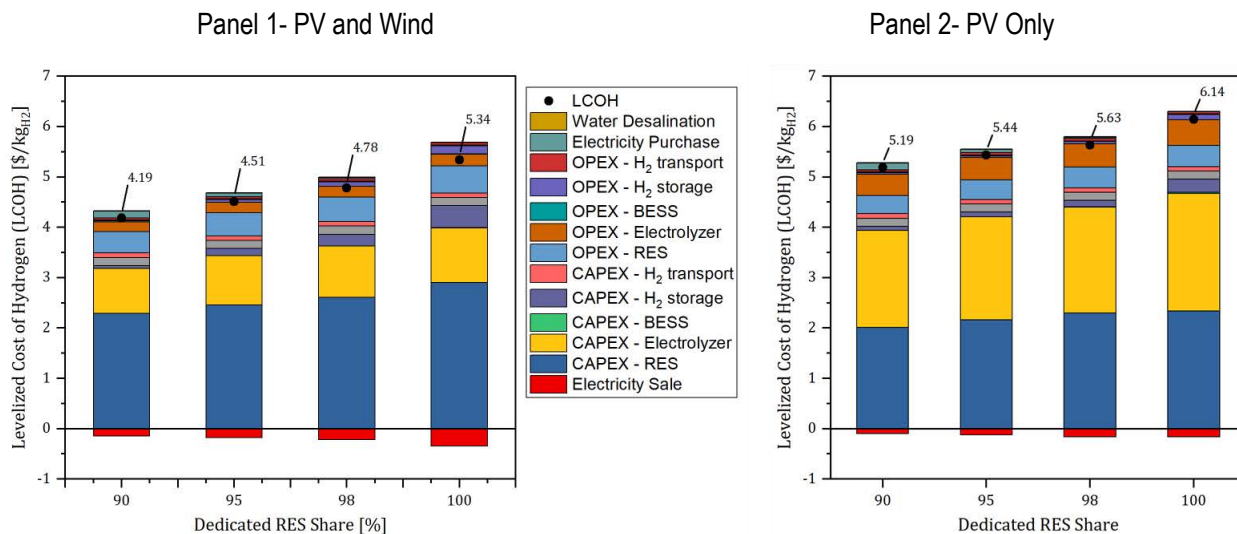 Panel 1- PV and Wind
Panel 2- PV Only
Levelized Cost of Hydrogen (LCOH) [$/kgH2]
7
6
5
4
3
2
1
0
-1
4.19
4.51
4.78
5.34
90
95
98
100
Dedicated RES Share [%]
LCOH
Water Desalination
Electricity Purchase
OPEX - H2 transport
OPEX - H2 storage
OPEX - BESS
OPEX - Electrolyzer
OPEX - RES
CAPEX - H2 transport
CAPEX - H2 storage
CAPEX - BESS
CAPEX - Electrolyzer
CAPEX - RES
Electricity Sale
Levelized Cost of Hydrogen (LCOH) [$/kgH2]
7
6
5
4
3
2
1
0
-1
5.19
5.44
5.63
6.14
90
95
98
100
Dedicated RES Share